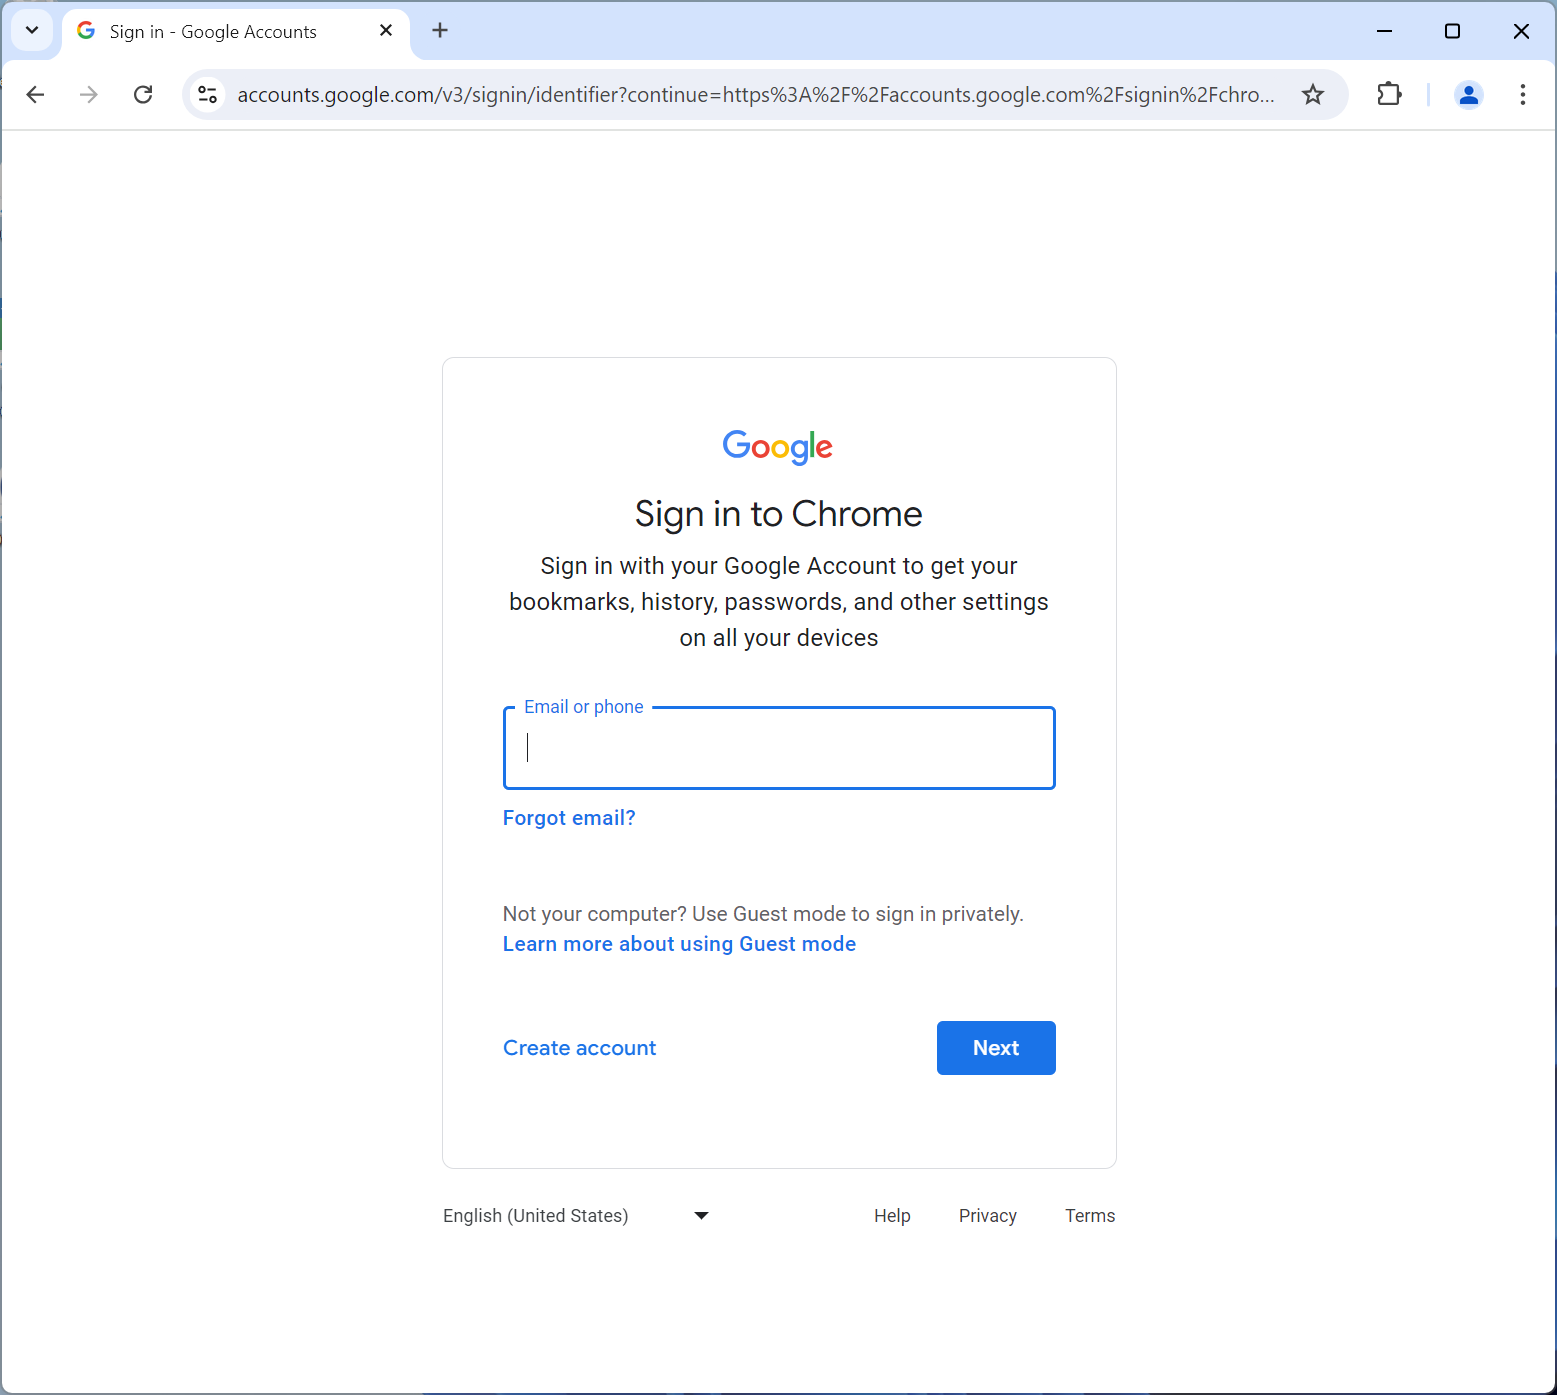 Sign in - Google Accounts
accounts.google.com/v3/signin/identifier?continue=https%3A%2F%2Faccounts.google.com%2Fsignin%2Fchro...
Google
Sign in to Chrome
Sign in with your Google Account to get your
bookmarks, history, passwords, and other settings
on all your devices
Email or phone
Forgot email?
Not your computer? Use Guest mode to sign in privately.
Learn more about using Guest mode
Create account
Next
English (United States)
Help
Privacy
Terms